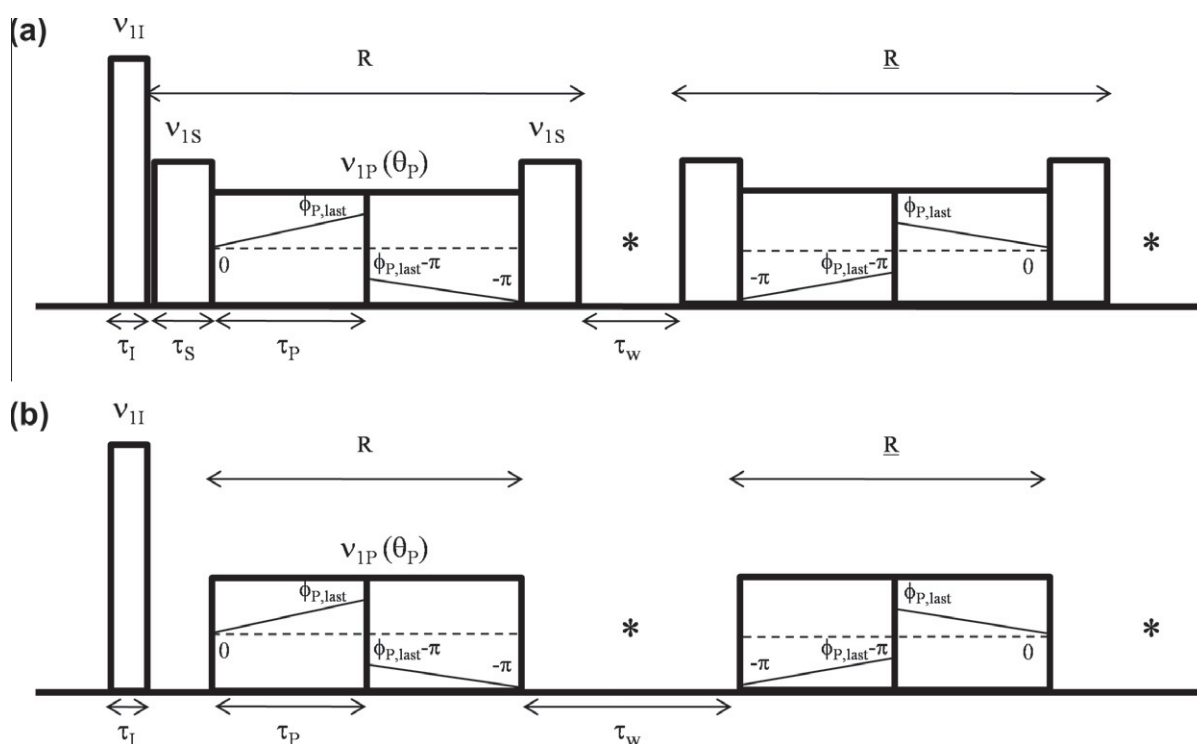 (a)
ν1I
R R
ν1S ν1P (θP) ν1S
ϕP,last ϕP,last
* *
0 ϕP,last-π -π -π ϕP,last-π 0
τI τS τP τw
(b)
ν1I
R R
ν1P (θP)
ϕP,last ϕP,last
* *
0 ϕP,last-π -π -π ϕP,last-π 0
τI τP τw